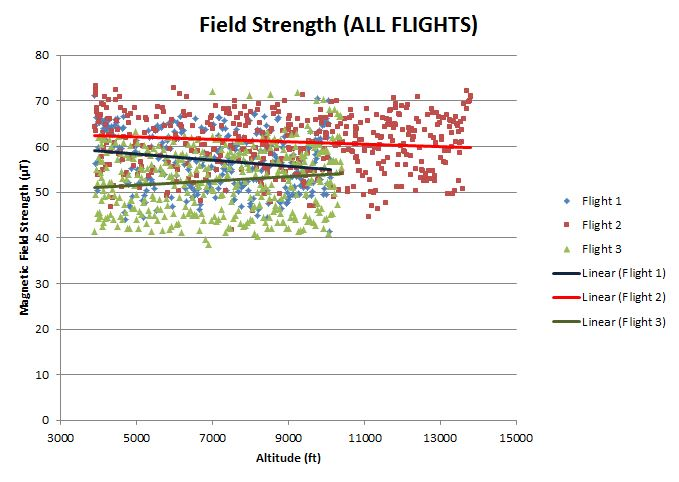 Field Strength (ALL FLIGHTS)
80
70
60
50
40
30
20
10
0
Magnetic Field Strength (µT)
3000 5000 7000 9000 11000 13000 15000
Altitude (ft)
Flight 1
Flight 2
Flight 3
Linear (Flight 1)
Linear (Flight 2)
Linear (Flight 3)